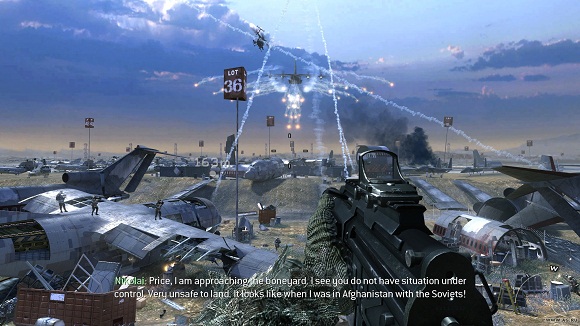 LOT
36
W
Nikolai: Price, I am approaching the boneyard. I see you do not have situation under
control. Very unsafe to land. It looks like when I was in Afghanistan with the Soviets!